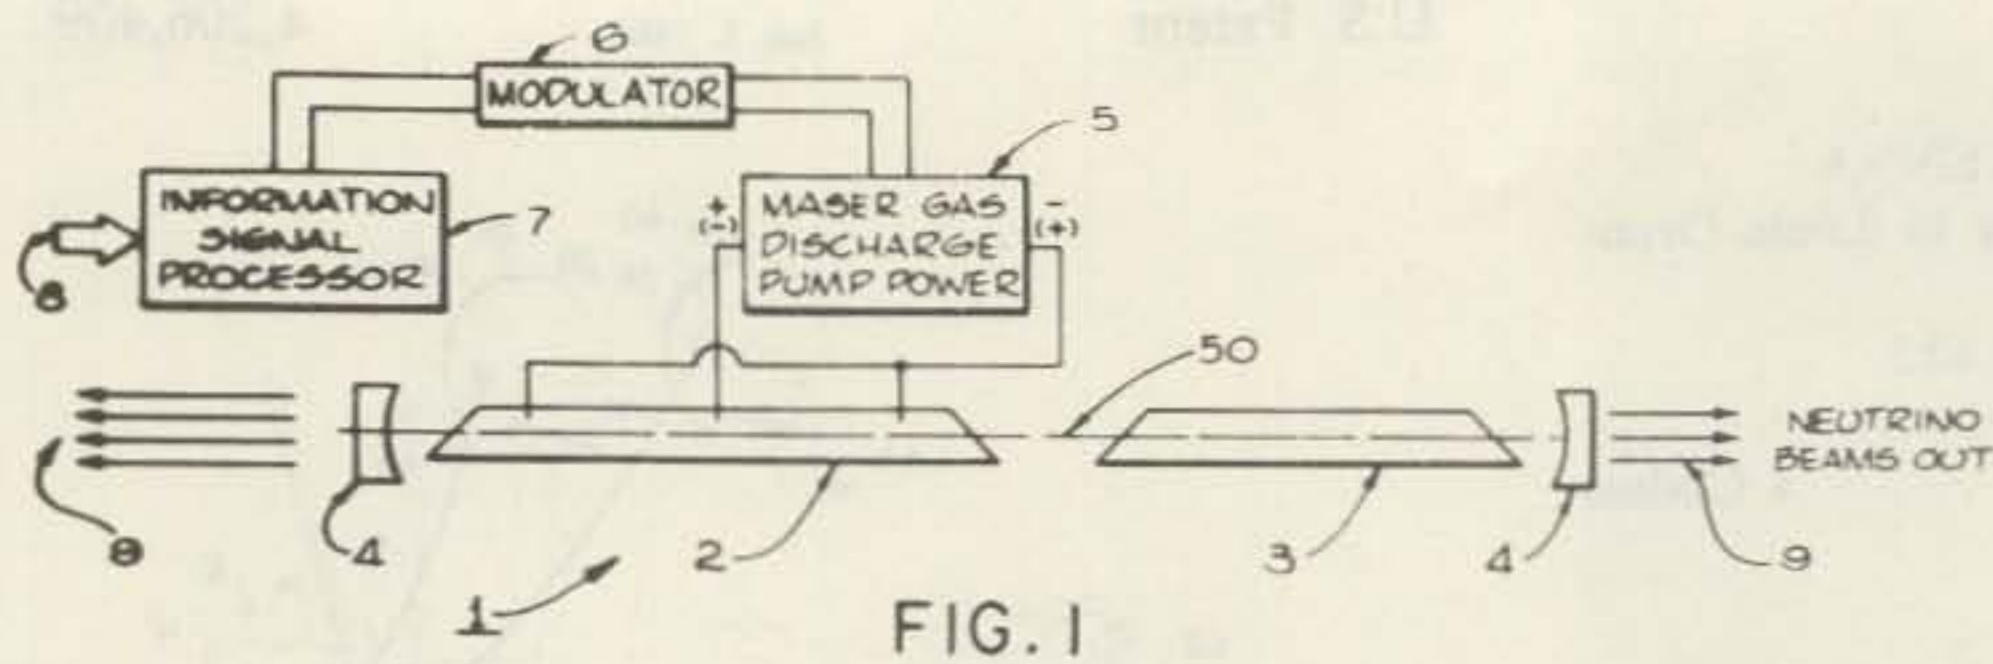 6
MODULATOR
5
INFORMATION
SIGNAL
PROCESSOR
7
8
+
(-)
MASER GAS
DISCHARGE
PUMP POWER
-
(+)
50
NEUTRINO
BEAMS OUT
4
1
2
3
4
9
FIG. 1